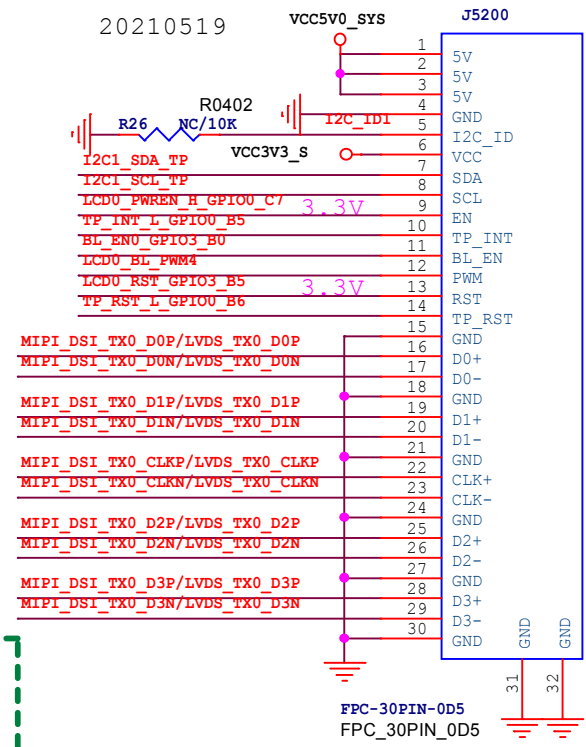 20210519
VCC5V0_SYS
J5200
1 5V
2 5V
3 5V
4 GND
R0402
R26 NC/10K
I2C_ID1
5 I2C_ID
VCC3V3_S
6 VCC
I2C1_SDA_TP 7 SDA
I2C1_SCL_TP 8 SCL
LCD0_PWREN_H_GPIO0_C7 3.3V 9 EN
TP_INT_L_GPIO0_B5 10 TP_INT
BL_EN0_GPIO3_B0 11 BL_EN
LCD0_BL_PWM4 12 PWM
LCD0_RST_GPIO3_B5 3.3V 13 RST
TP_RST_L_GPIO0_B6 14 TP_RST
15 GND
MIPI_DSI_TX0_D0P/LVDS_TX0_D0P 16 D0+
MIPI_DSI_TX0_D0N/LVDS_TX0_D0N 17 D0-
18 GND
MIPI_DSI_TX0_D1P/LVDS_TX0_D1P 19 D1+
MIPI_DSI_TX0_D1N/LVDS_TX0_D1N 20 D1-
21 GND
MIPI_DSI_TX0_CLKP/LVDS_TX0_CLKP 22 CLK+
MIPI_DSI_TX0_CLKN/LVDS_TX0_CLKN 23 CLK-
24 GND
MIPI_DSI_TX0_D2P/LVDS_TX0_D2P 25 D2+
MIPI_DSI_TX0_D2N/LVDS_TX0_D2N 26 D2-
27 GND
MIPI_DSI_TX0_D3P/LVDS_TX0_D3P 28 D3+
MIPI_DSI_TX0_D3N/LVDS_TX0_D3N 29 D3-
30 GND
GND GND
31 32
FPC-30PIN-0D5
FPC_30PIN_0D5